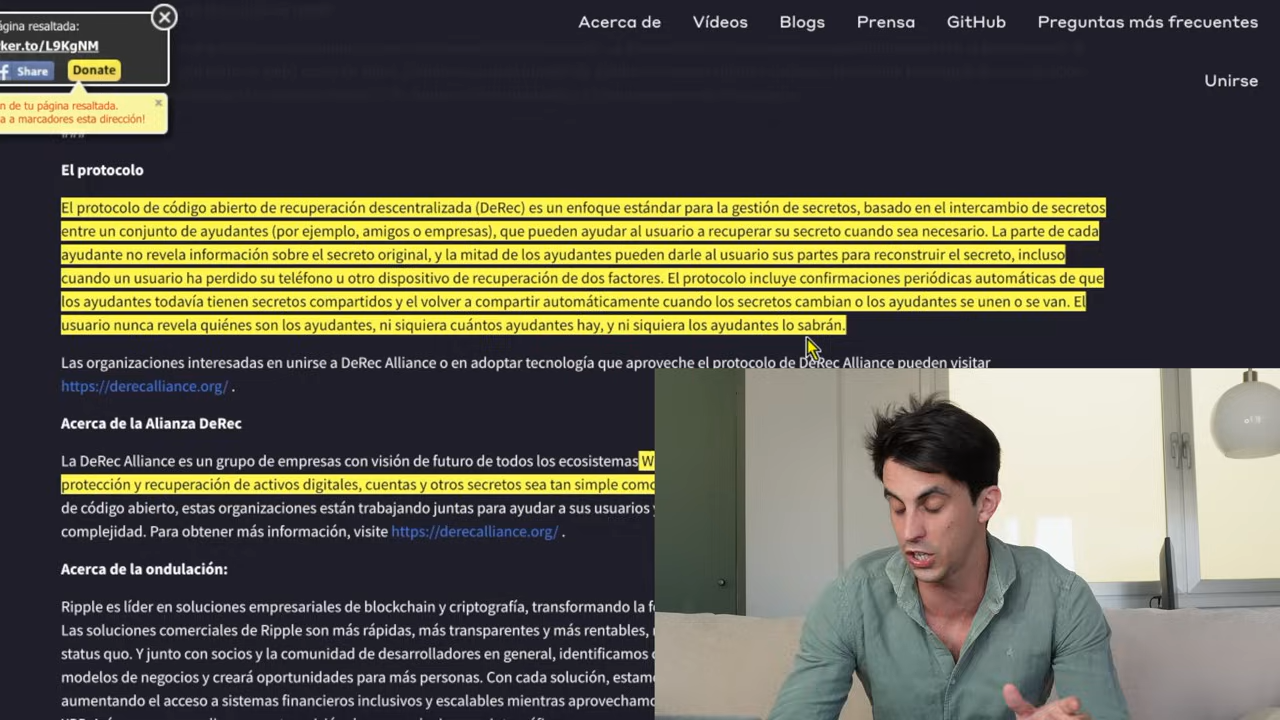 ágina resaltada:
ker.to/L9KgNM
Share
Donate
n de tu página resaltada.
a a marcadores esta dirección!
Acerca de Vídeos Blogs Prensa GitHub Preguntas más frecuentes
Unirse
El protocolo
El protocolo de código abierto de recuperación descentralizada (DeRec) es un enfoque estándar para la gestión de secretos, basado en el intercambio de secretos
entre un conjunto de ayudantes (por ejemplo, amigos o empresas), que pueden ayudar al usuario a recuperar su secreto cuando sea necesario. La parte de cada
ayudante no revela información sobre el secreto original, y la mitad de los ayudantes pueden darle al usuario sus partes para reconstruir el secreto, incluso
cuando un usuario ha perdido su teléfono u otro dispositivo de recuperación de dos factores. El protocolo incluye confirmaciones periódicas automáticas de que
los ayudantes todavía tienen secretos compartidos y el volver a compartir automáticamente cuando los secretos cambian o los ayudantes se unen o se van. El
usuario nunca revela quiénes son los ayudantes, ni siquiera cuántos ayudantes hay, y ni siquiera los ayudantes lo sabrán.
Las organizaciones interesadas en unirse a DeRec Alliance o en adoptar tecnología que aproveche el protocolo de DeRec Alliance pueden visitar
https://derecalliance.org/ .
Acerca de la Alianza DeRec
La DeRec Alliance es un grupo de empresas con visión de futuro de todos los ecosistemas W
protección y recuperación de activos digitales, cuentas y otros secretos sea tan simple como
de código abierto, estas organizaciones están trabajando juntas para ayudar a sus usuarios y
complejidad. Para obtener más información, visite https://derecalliance.org/ .
Acerca de la ondulación:
Ripple es líder en soluciones empresariales de blockchain y criptografía, transformando la f
Las soluciones comerciales de Ripple son más rápidas, más transparentes y más rentables,
status quo. Y junto con socios y la comunidad de desarrolladores en general, identificamos c
modelos de negocios y creará oportunidades para más personas. Con cada solución, estam
aumentando el acceso a sistemas financieros inclusivos y escalables mientras aprovechamo